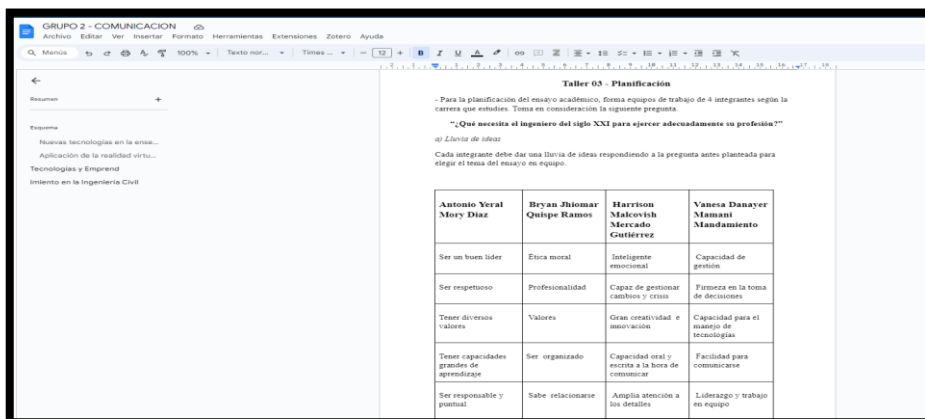 GRUPO 2 - COMUNICACION
Archivo Editar Ver Insertar Formato Herramientas Extensiones Zotero Ayuda
Menús 100% Texto nor... Times ... 12 B I U A
Resumen
Esquema
Nuevas tecnologías en la ense...
Aplicación de la realidad virtu...
Tecnologías y Emprend
imiento en la Ingeniería Civil
Taller 03 - Planificación
- Para la planificación del ensayo académico, forma equipos de trabajo de 4 integrantes según la
carrera que estudies. Toma en consideración la siguiente pregunta.
"¿Qué necesita el ingeniero del siglo XXI para ejercer adecuadamente su profesión?"
a) Lluvia de ideas
Cada integrante debe dar una lluvia de ideas respondiendo a la pregunta antes planteada para
elegir el tema del ensayo en equipo.
Antonio Yeral Bryan Jhiomar Harrison Vanesa Danayer
Mory Díaz Quispe Ramos Malcovish Mamani
Mercado Mandamiento
Gutiérrez
Ser un buen líder Ética moral Inteligente Capacidad de
emocional gestión
Ser respetuoso Profesionalidad Capaz de gestionar Firmeza en la toma
cambios y crisis de decisiones
Tener diversos Valores Gran creatividad e Capacidad para el
valores innovación manejo de
tecnologías
Tener capacidades Ser organizado Capacidad oral y Facilidad para
grandes de escrita a la hora de comunicarse
aprendizaje comunicar
Ser responsable y Sabe relacionarse Amplia atención a Liderazgo y trabajo
puntual los detalles en equipo